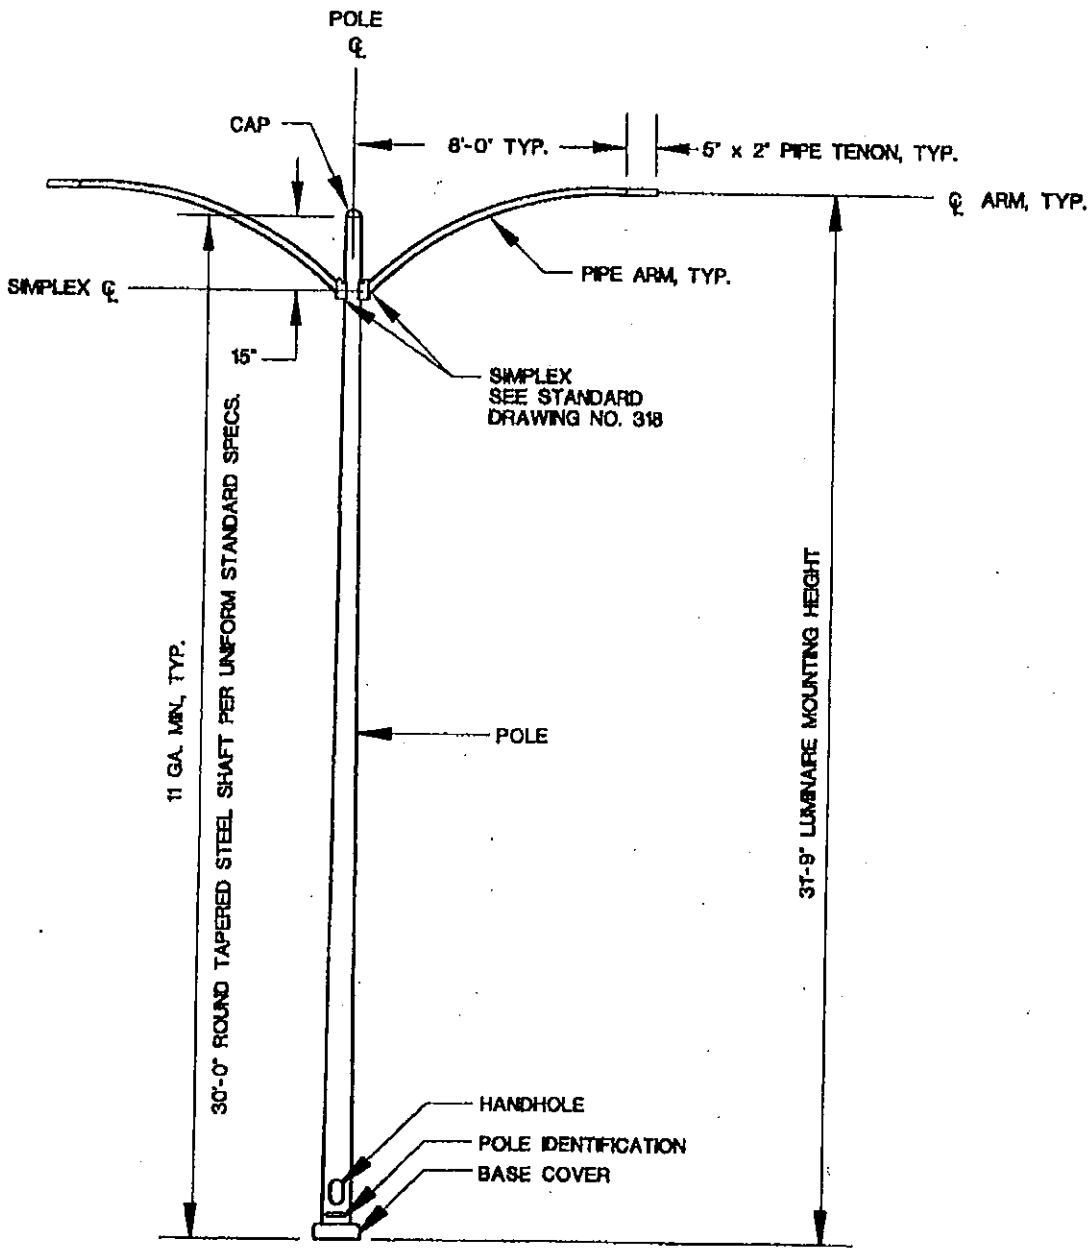 POLE
℄
CAP
8'-0" TYP.
5" x 2" PIPE TENON, TYP.
℄ ARM, TYP.
PIPE ARM, TYP.
SIMPLEX ℄
15"
SIMPLEX
SEE STANDARD
DRAWING NO. 318
11 GA. MIN., TYP.
30'-0" ROUND TAPERED STEEL SHAFT PER UNIFORM STANDARD SPECS.
POLE
31'-9" LUMINAIRE MOUNTING HEIGHT
HANDHOLE
POLE IDENTIFICATION
BASE COVER